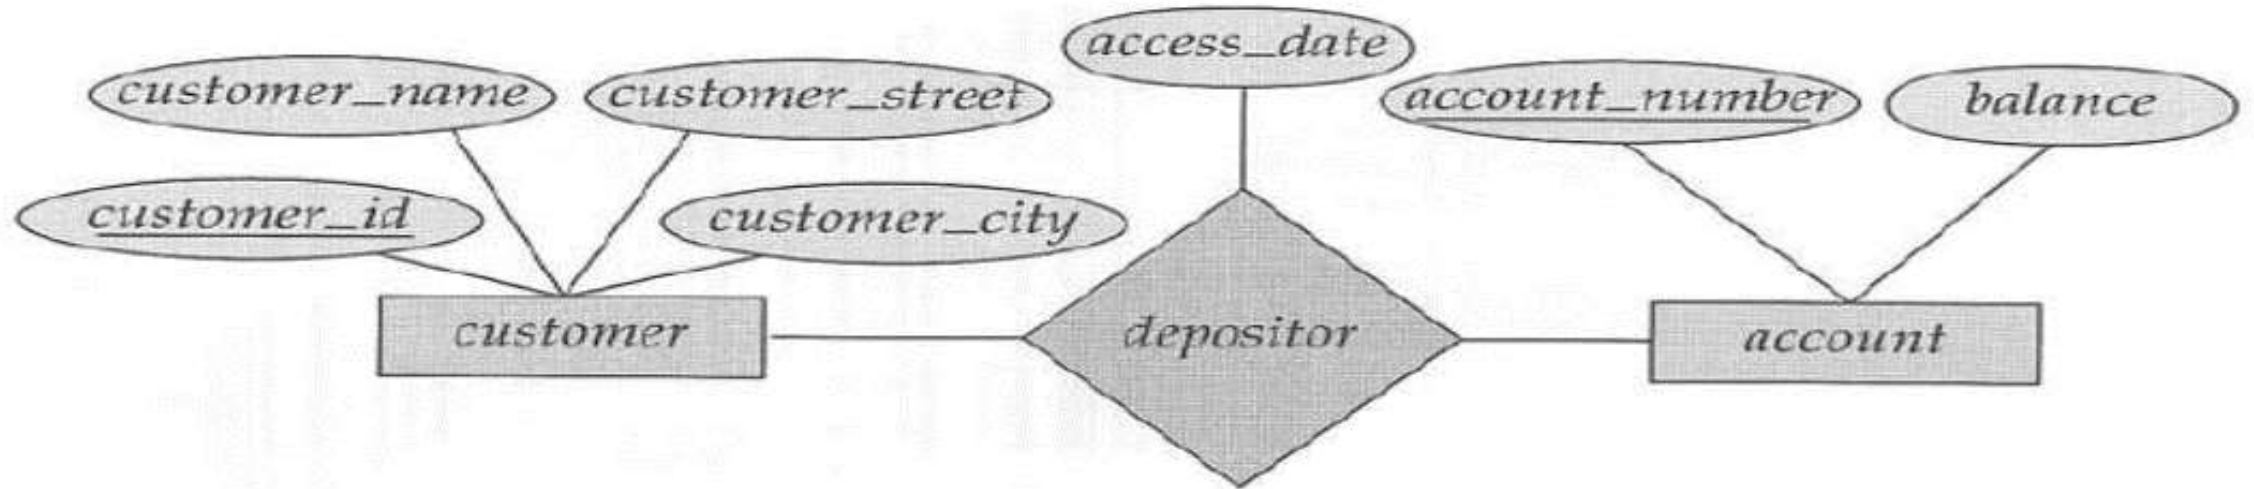 access_date
customer_name
customer_street
account_number
balance
customer_id
customer_city
customer
depositor
account